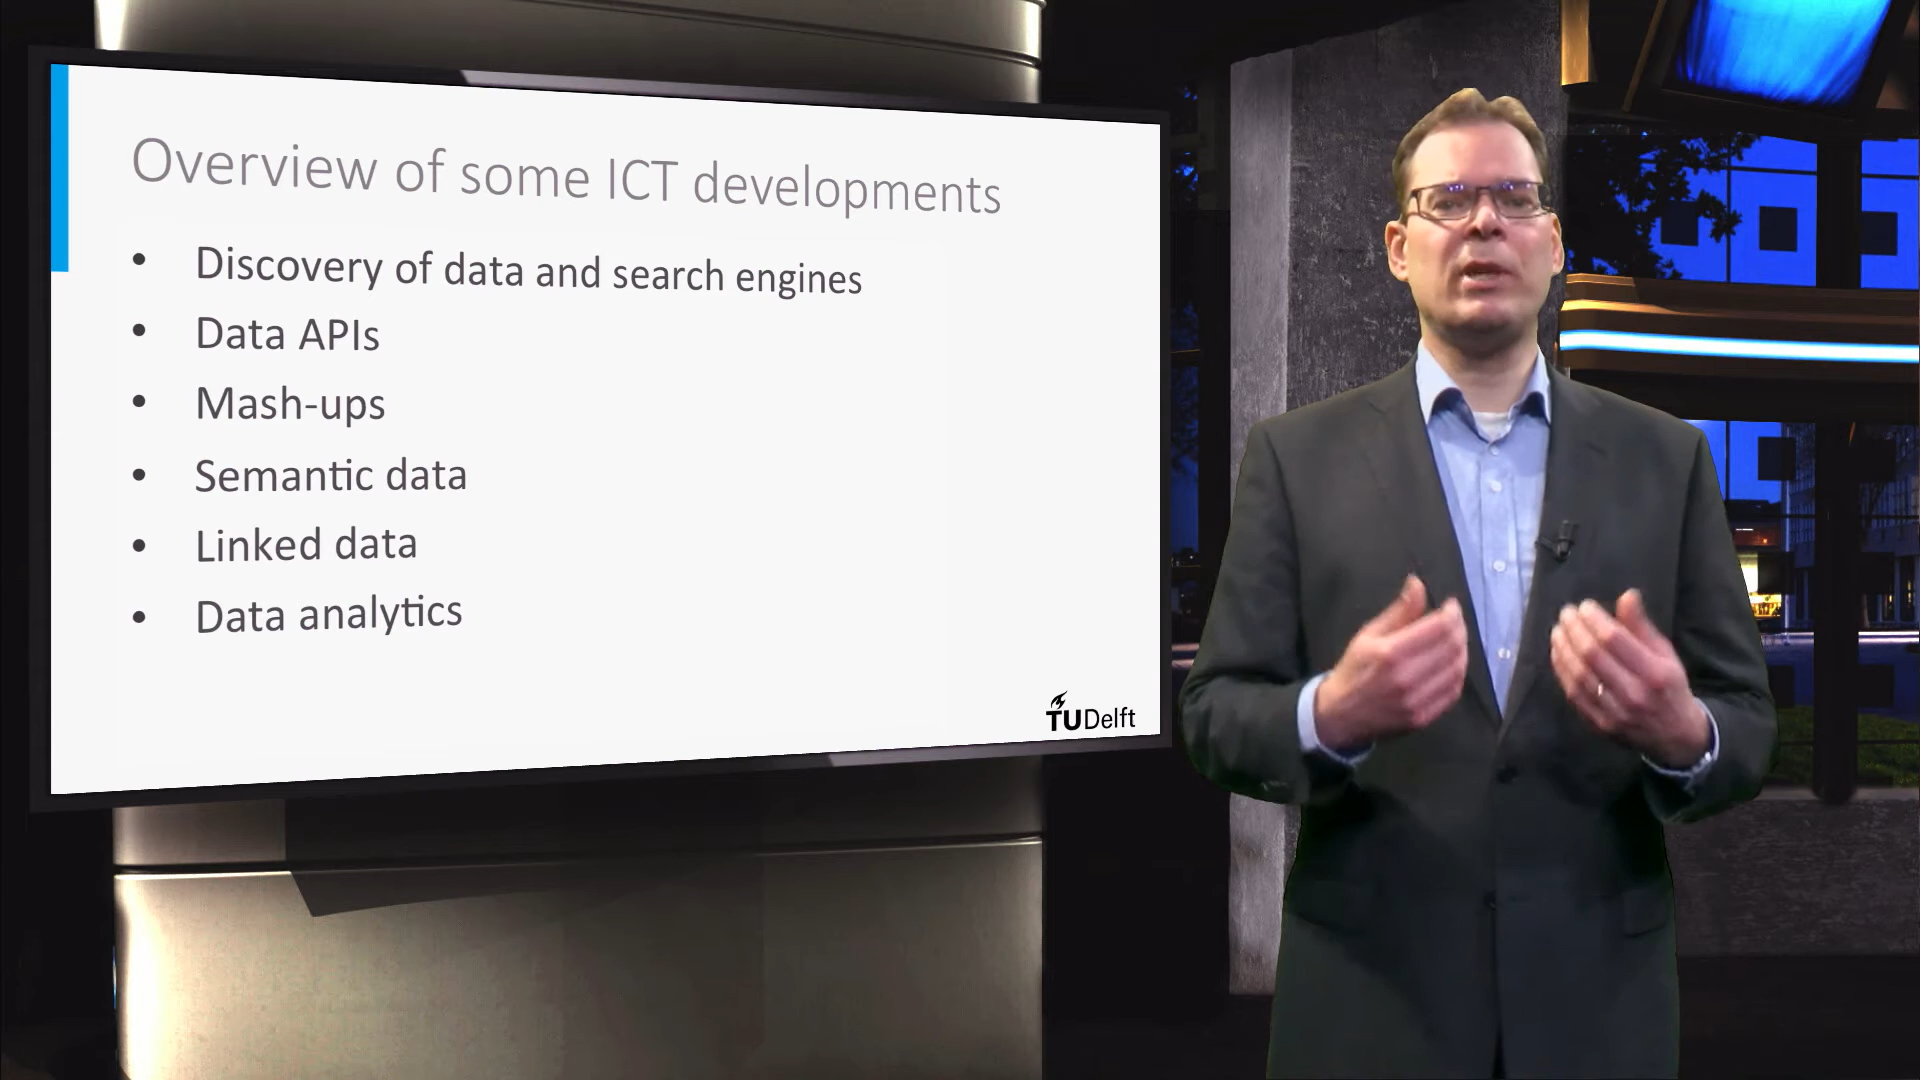 Overview of some ICT developments
• Discovery of data and search engines
• Data APIs
• Mash-ups
• Semantic data
• Linked data
• Data analytics
TUDelft